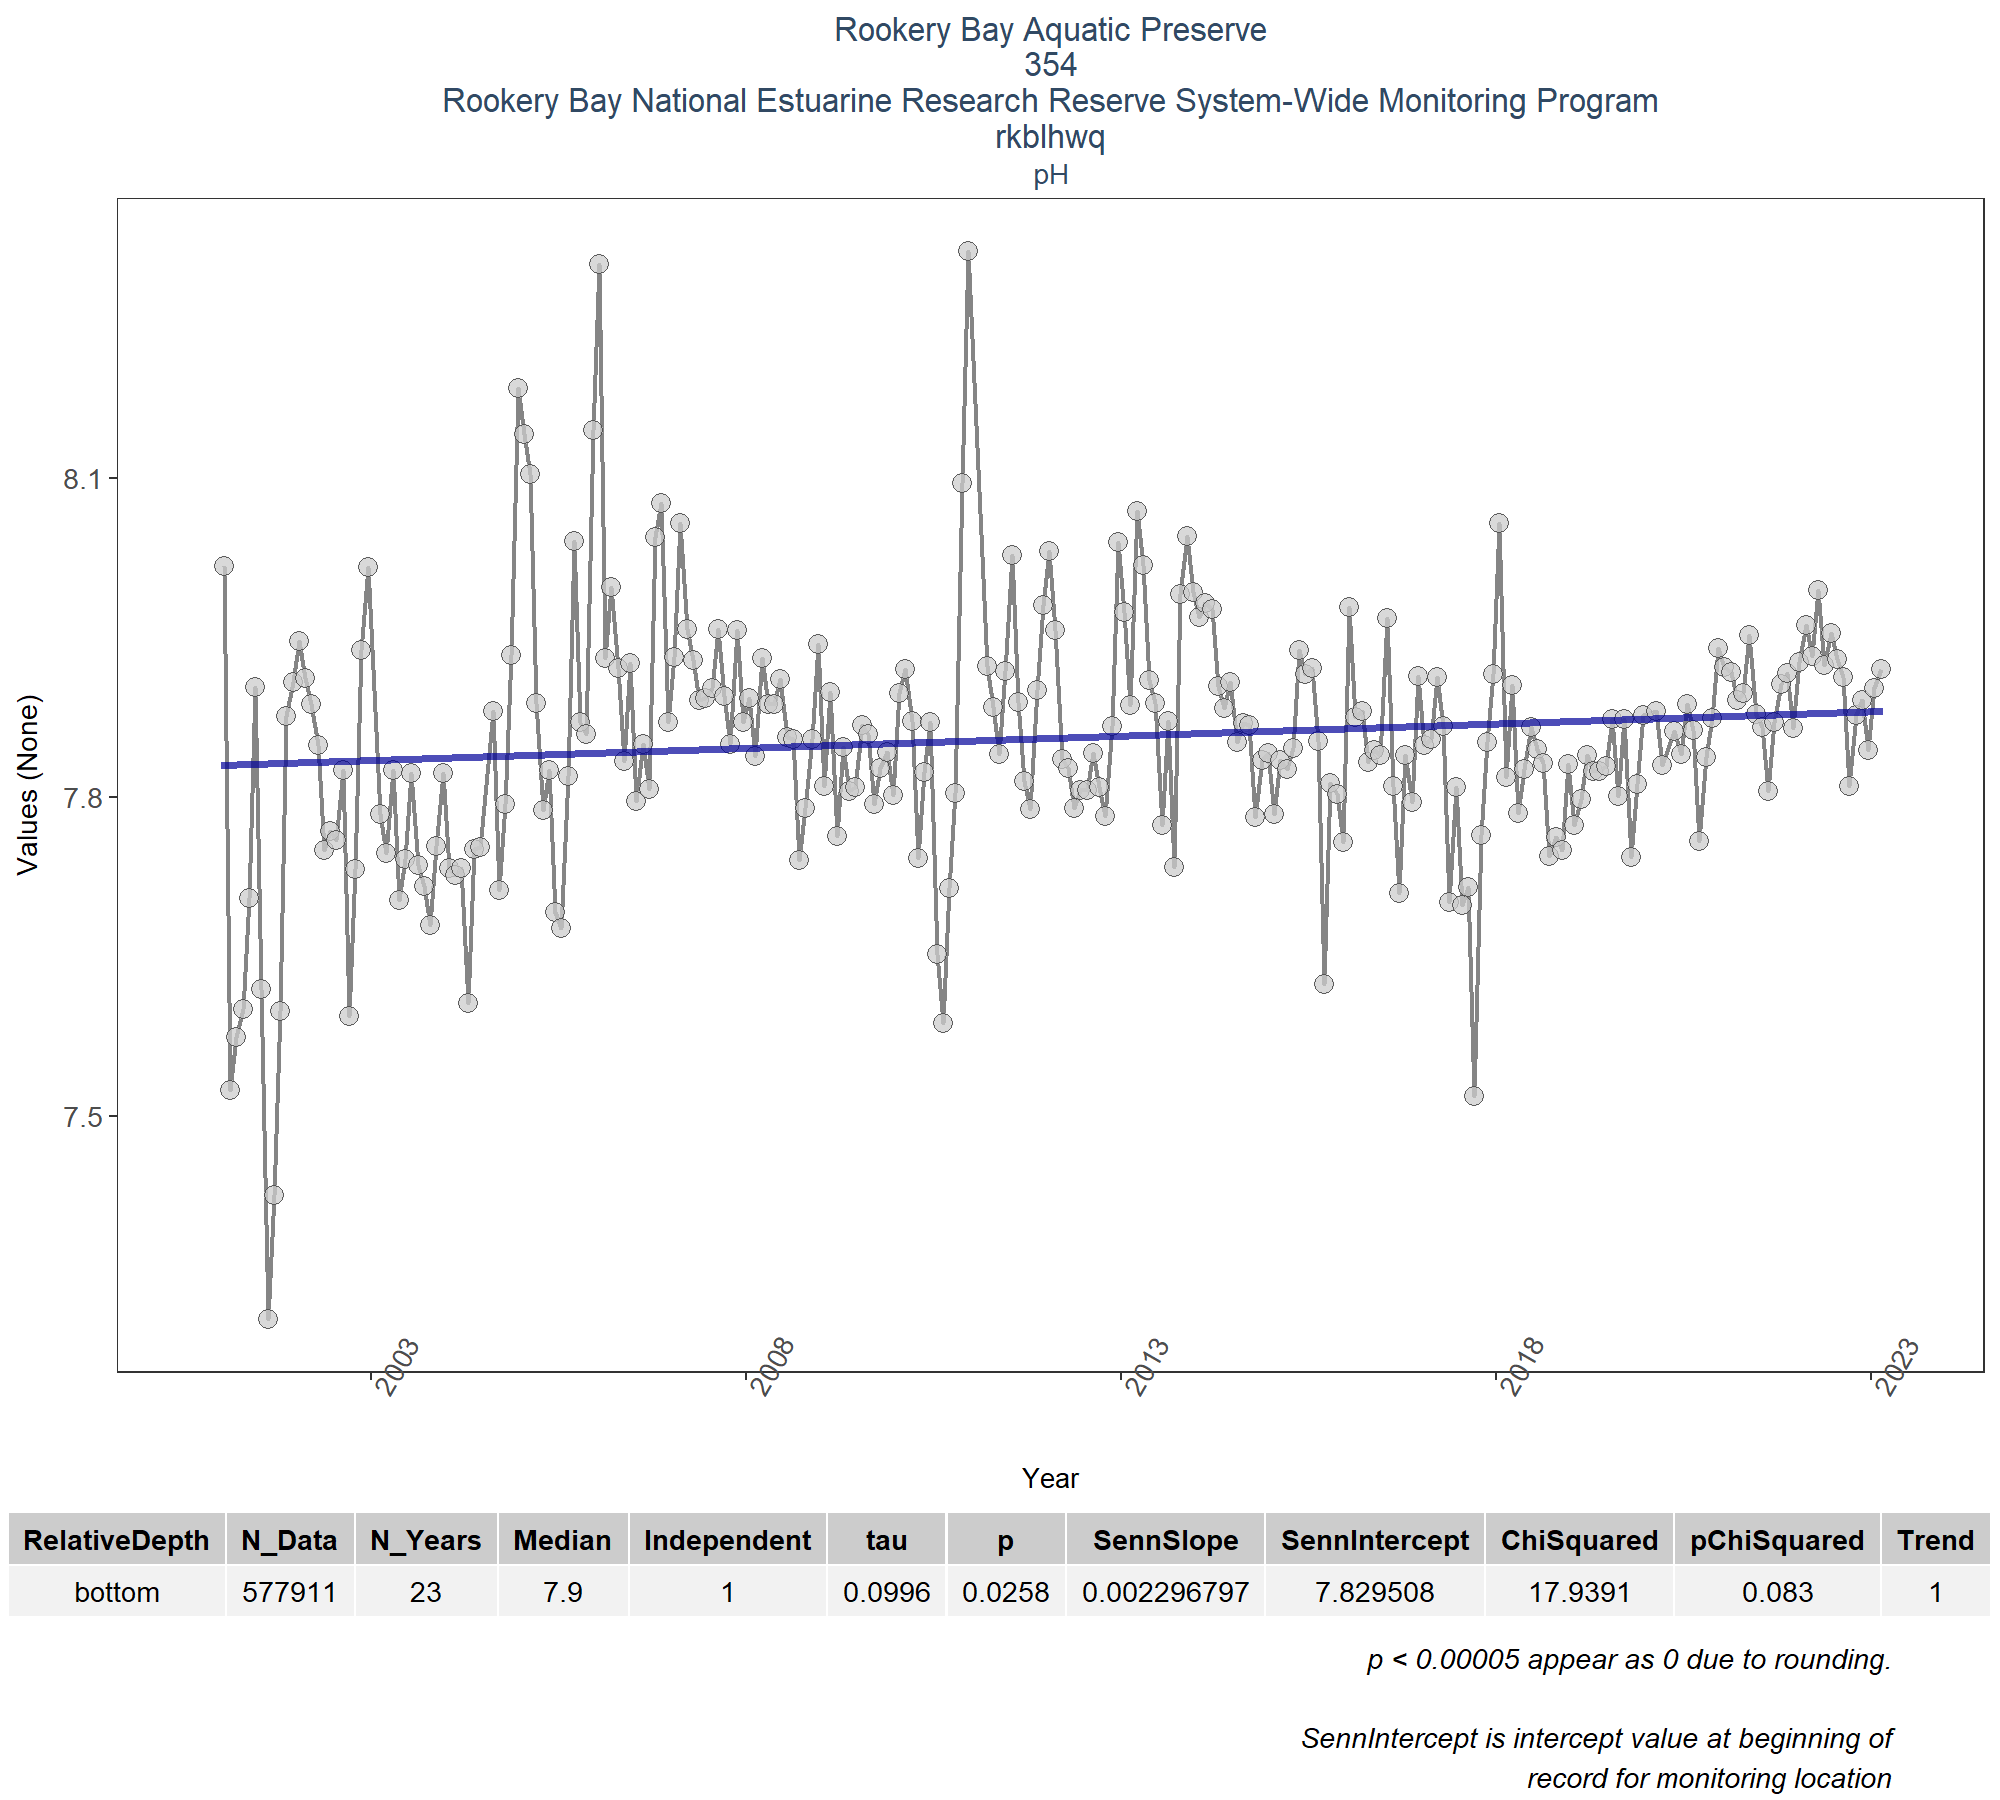 Rookery Bay Aquatic Preserve
354
Rookery Bay National Estuarine Research Reserve System-Wide Monitoring Program
rkblhwq
pH
Values (None)
8.1
7.8
7.5
2003
2008
2013
2018
2023
Year
RelativeDepth N_Data N_Years Median Independent tau p SennSlope SennIntercept ChiSquared pChiSquared Trend
bottom 577911 23 7.9 1 0.0996 0.0258 0.002296797 7.829508 17.9391 0.083 1
p < 0.00005 appear as 0 due to rounding.
SennIntercept is intercept value at beginning of
record for monitoring location